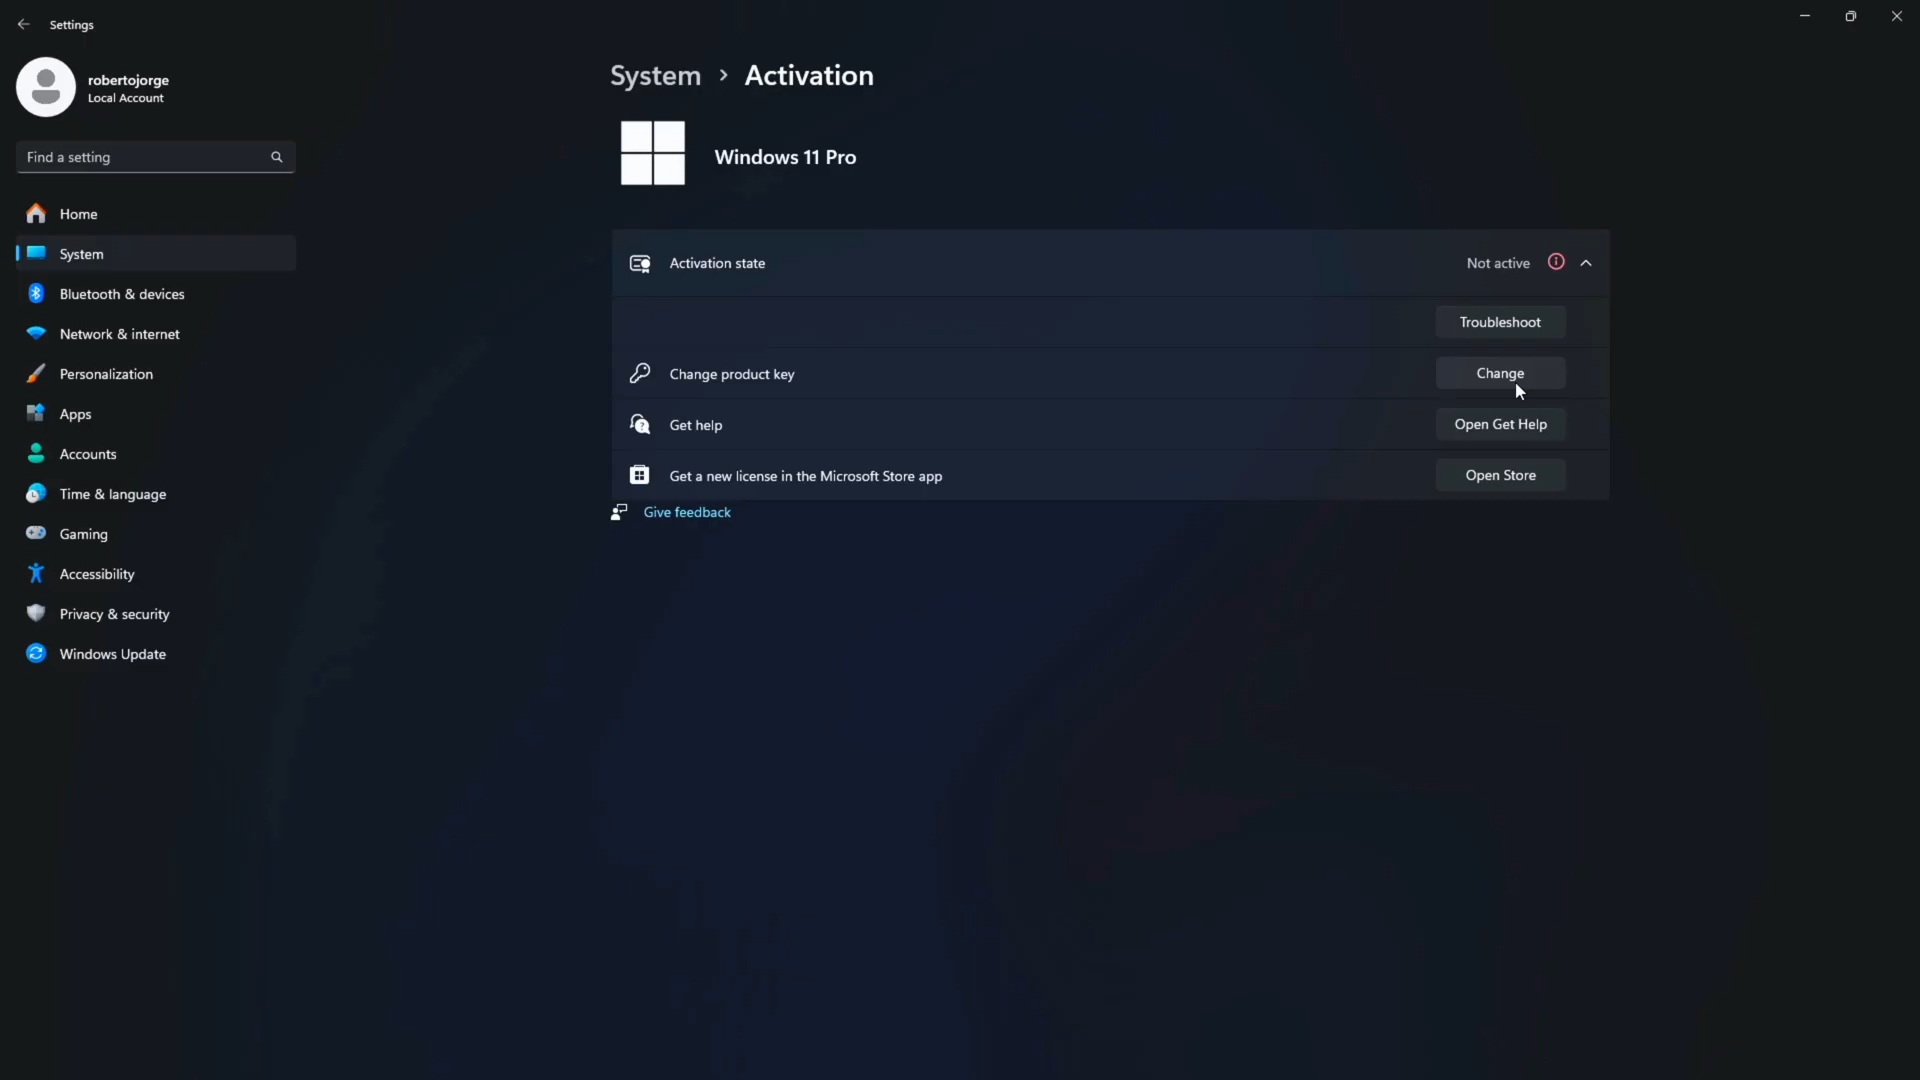 Settings
robertojorge
Local Account
Find a setting
Home
System
Bluetooth & devices
Network & internet
Personalization
Apps
Accounts
Time & language
Gaming
Accessibility
Privacy & security
Windows Update
System > Activation
Windows 11 Pro
Activation state Not active
Troubleshoot
Change product key Change
Get help Open Get Help
Get a new license in the Microsoft Store app Open Store
Give feedback